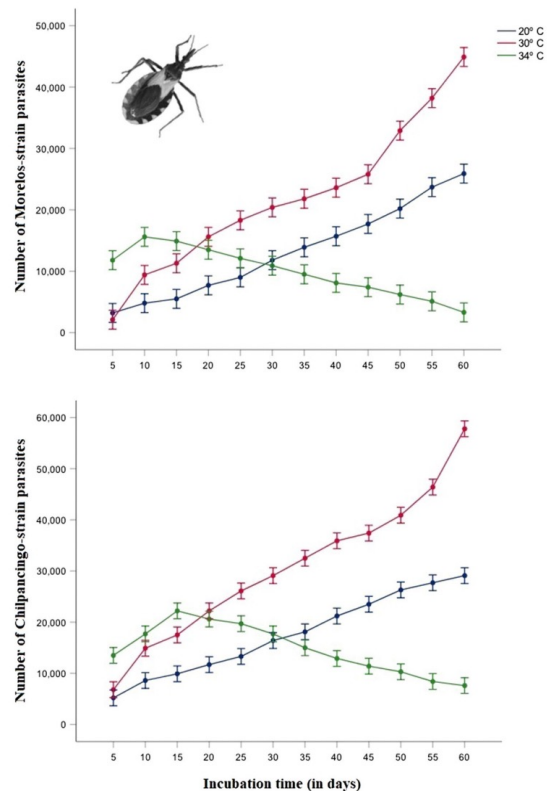 50,000
40,000
30,000
20,000
10,000
0
Number of Morelos-strain parasites
5 10 15 20 25 30 35 40 45 50 55 60
20º C
30º C
34º C
60,000
50,000
40,000
30,000
20,000
10,000
0
Number of Chilpancingo-strain parasites
5 10 15 20 25 30 35 40 45 50 55 60
Incubation time (in days)